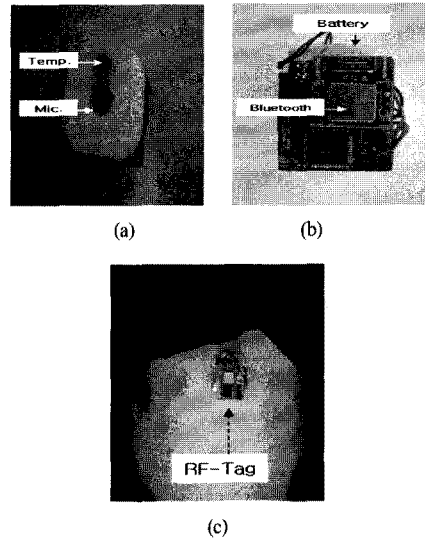 Temp.
Mic.
(a)
Battery
Bluetooth
(b)
RF-Tag
(c)